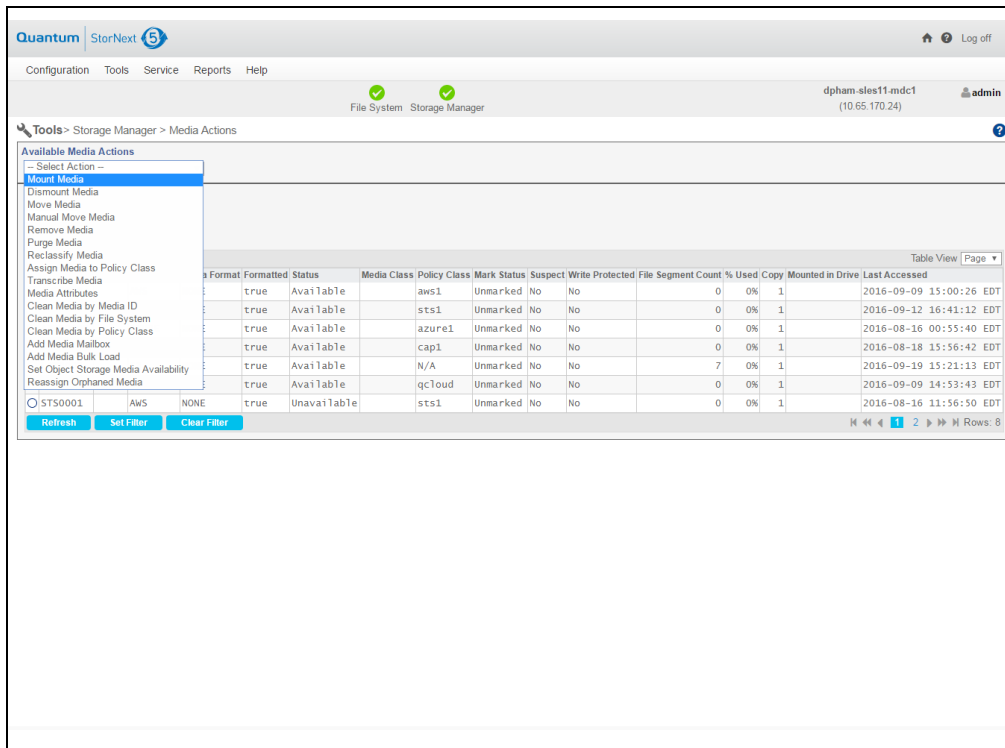 Quantum StorNext 5
Log off
Configuration Tools Service Reports Help
File System Storage Manager
dpham-sles11-mdc1
(10.65.170.24)
admin
Tools> Storage Manager > Media Actions
Available Media Actions
-- Select Action --
Mount Media
Dismount Media
Move Media
Manual Move Media
Remove Media
Purge Media
Reclassify Media
Assign Media to Policy Class
Transcribe Media
Media Attributes
Clean Media by Media ID
Clean Media by File System
Clean Media by Policy Class
Add Media Mailbox
Add Media Bulk Load
Set Object Storage Media Availability
Reassign Orphaned Media
Table View Page
Format Formatted Status Media Class Policy Class Mark Status Suspect Write Protected File Segment Count % Used Copy Mounted in Drive Last Accessed
true Available aws1 Unmarked No No 0 0% 1 2016-09-09 15:00:26 EDT
true Available sts1 Unmarked No No 0 0% 1 2016-09-12 16:41:12 EDT
true Available azure1 Unmarked No No 0 0% 1 2016-08-16 00:55:40 EDT
true Available cap1 Unmarked No No 0 0% 1 2016-08-18 15:56:42 EDT
true Available N/A Unmarked No No 7 0% 1 2016-09-19 15:21:13 EDT
true Available qcloud Unmarked No No 0 0% 1 2016-09-09 14:53:43 EDT
STS0001 AWS NONE true Unavailable sts1 Unmarked No No 0 0% 1 2016-08-16 11:56:50 EDT
Refresh Set Filter Clear Filter
1 2 Rows: 8